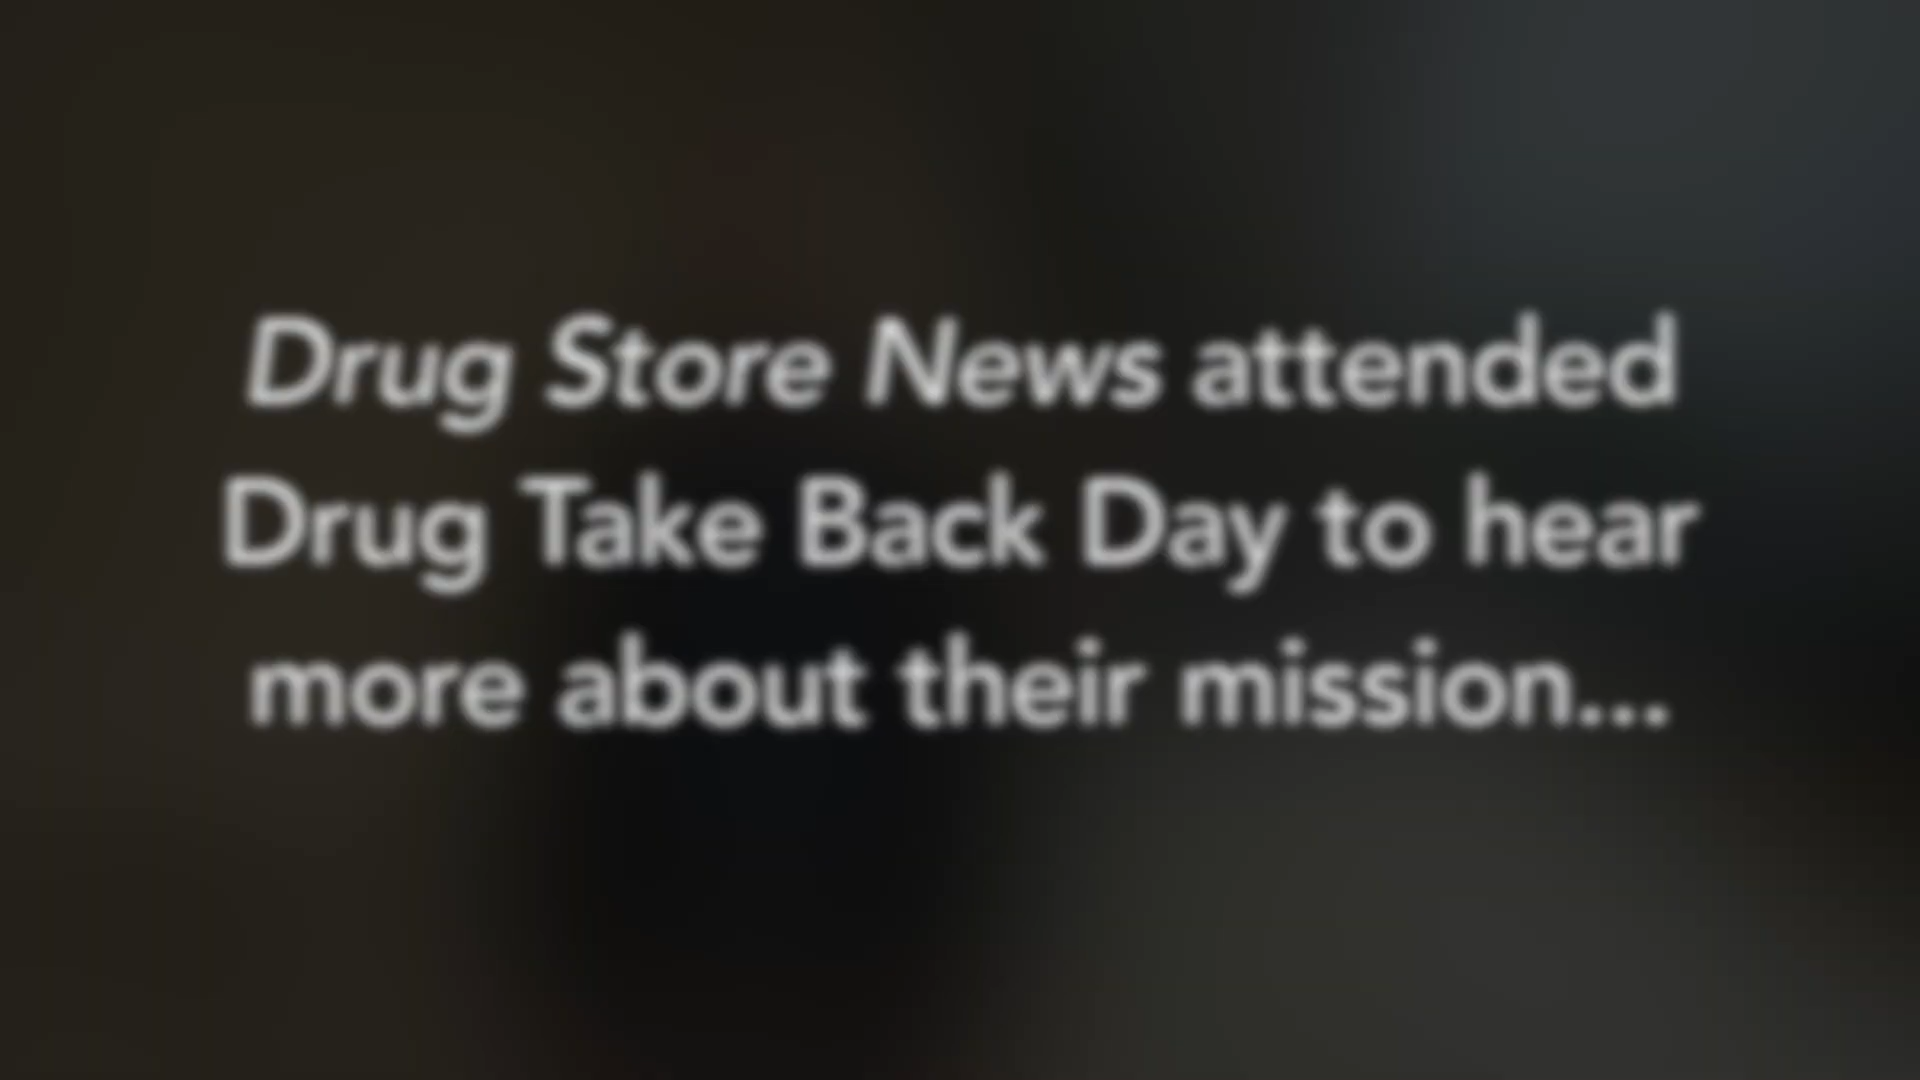 Drug Store News attended
Drug Take Back Day to hear
more about their mission...